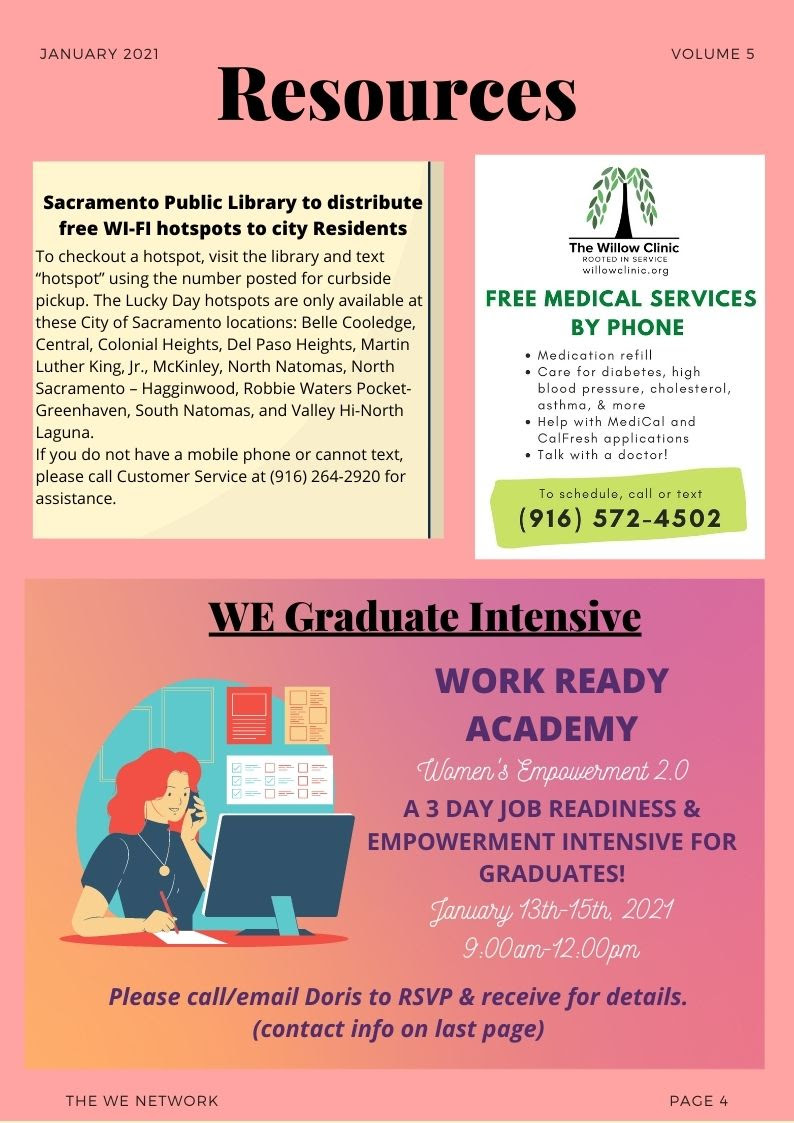 JANUARY 2021
VOLUME 5
Resources
Sacramento Public Library to distribute
free WI-FI hotspots to city Residents
To checkout a hotspot, visit the library and text
“hotspot” using the number posted for curbside
pickup. The Lucky Day hotspots are only available at
these City of Sacramento locations: Belle Cooledge,
Central, Colonial Heights, Del Paso Heights, Martin
Luther King, Jr., McKinley, North Natomas, North
Sacramento – Hagginwood, Robbie Waters Pocket-
Greenhaven, South Natomas, and Valley Hi-North
Laguna.
If you do not have a mobile phone or cannot text,
please call Customer Service at (916) 264-2920 for
assistance.
The Willow Clinic
ROOTED IN SERVICE
willowclinic.org
FREE MEDICAL SERVICES
BY PHONE
• Medication refill
• Care for diabetes, high
blood pressure, cholesterol,
asthma, & more
• Help with MediCal and
CalFresh applications
• Talk with a doctor!
To schedule, call or text
(916) 572-4502
WE Graduate Intensive
WORK READY
ACADEMY
Women's Empowerment 2.0
A 3 DAY JOB READINESS &
EMPOWERMENT INTENSIVE FOR
GRADUATES!
January 13th-15th, 2021
9:00am-12:00pm
Please call/email Doris to RSVP & receive for details.
(contact info on last page)
THE WE NETWORK
PAGE 4